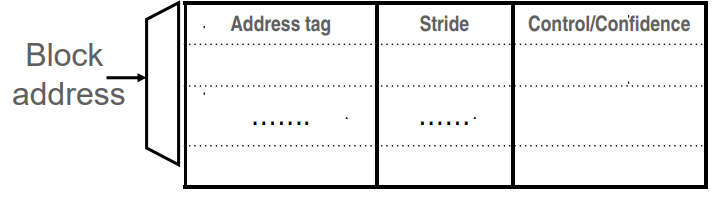 Block
address
Address tag
Stride
Control/Confidence
.......
......